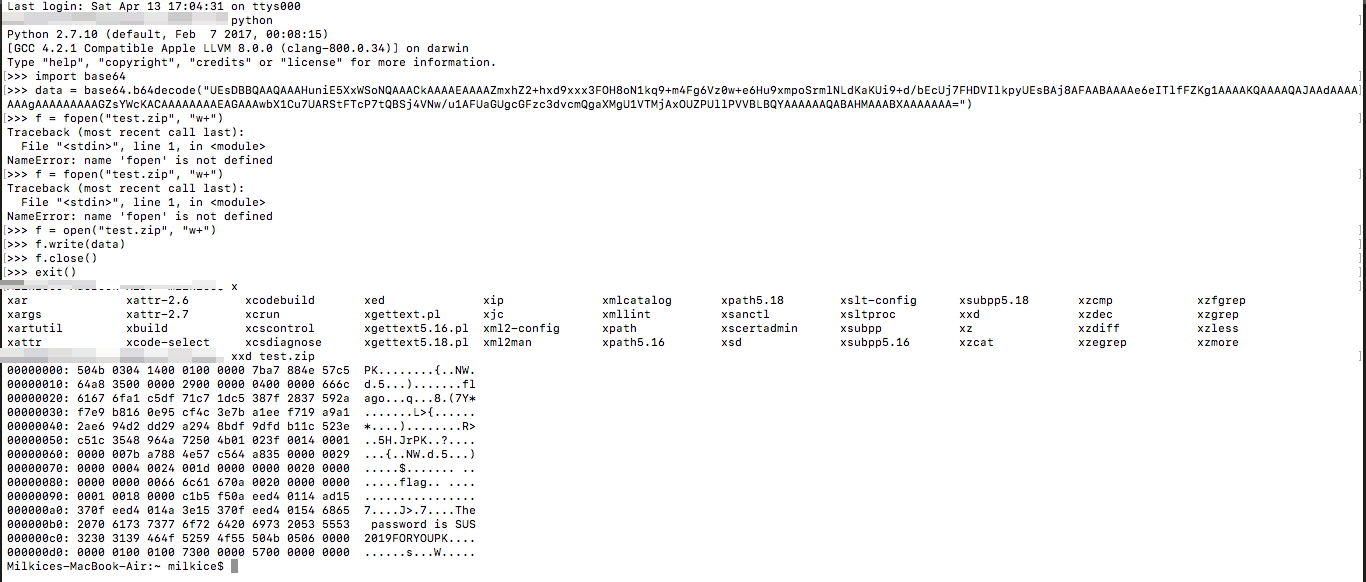 Last login: Sat Apr 13 17:04:31 on ttys000
python
Python 2.7.10 (default, Feb  7 2017, 00:08:15)
[GCC 4.2.1 Compatible Apple LLVM 8.0.0 (clang-800.0.34)] on darwin
Type "help", "copyright", "credits" or "license" for more information.
>>> import base64
>>> data = base64.b64decode("UEsDBBQAAQAAAHuniE5XxWSoNQAAACkAAAAEAAAAZmxhZ2+hxd9xxx3FOH8oN1kq9+m4Fg6Vz0w+e6Hu9xmpoSrmlNLdKaKUi9+d/bEcUj7FHDVIlkpyUEsBAj8AFAABAAAAe6eITlfFZKg1AAAAKQAAAAQAJAAdAAAA
AAAgAAAAAAAAAGZsYWcKACAAAAAAAAEAGAAAwbX1Cu7UARStFTcP7tQBSj4VNw/u1AFUaGUgcGFzc3dvcmQgaXMgU1VTMjAxOUZPUllPVVBLBQYAAAAAAQABAHMAAABXAAAAAAA=")
>>> f = fopen("test.zip", "w+")
Traceback (most recent call last):
  File "<stdin>", line 1, in <module>
NameError: name 'fopen' is not defined
>>> f = fopen("test.zip", "w+")
Traceback (most recent call last):
  File "<stdin>", line 1, in <module>
NameError: name 'fopen' is not defined
>>> f = open("test.zip", "w+")
>>> f.write(data)
>>> f.close()
>>> exit()
x
xar xattr-2.6 xcodebuild xed xip xmlcatalog xpath5.18 xslt-config xsubpp5.18 xzcmp xzfgrep
xargs xattr-2.7 xcrun xgettext.pl xjc xmllint xsanctl xsltproc xxd xzdec xzgrep
xartutil xbuild xcscontrol xgettext5.16.pl xml2-config xpath xscertadmin xsubpp xz xzdiff xzless
xattr xcode-select xcsdiagnose xgettext5.18.pl xml2man xpath5.16 xsd xsubpp5.16 xzcat xzegrep xzmore
xxd test.zip
00000000: 504b 0304 1400 0100 0000 7ba7 884e 57c5  PK........{..NW.
00000010: 64a8 3500 0000 2900 0000 0400 0000 666c  d.5...).......fl
00000020: 6167 6fa1 c5df 71c7 1dc5 387f 2837 592a  ago...q...8.(7Y*
00000030: f7e9 b816 0e95 cf4c 3e7b a1ee f719 a9a1  .......L>{......
00000040: 2ae6 94d2 dd29 a294 8bdf 9dfd b11c 523e  *....)........R>
00000050: c51c 3548 964a 7250 4b01 023f 0014 0001  ..5H.JrPK..?....
00000060: 0000 007b a788 4e57 c564 a835 0000 0029  ...{..NW.d.5...)
00000070: 0000 0004 0024 001d 0000 0000 0020 0000  .....$....... ..
00000080: 0000 0000 0066 6c61 670a 0020 0000 0000  .....flag.. ....
00000090: 0001 0018 0000 c1b5 f50a eed4 0114 ad15  ................
000000a0: 370f eed4 014a 3e15 370f eed4 0154 6865  7....J>.7....The
000000b0: 2070 6173 7377 6f72 6420 6973 2053 5553   password is SUS
000000c0: 3230 3139 464f 5259 4f55 504b 0506 0000  2019FORYOUPK....
000000d0: 0000 0100 0100 7300 0000 5700 0000 0000  ......s...W.....
Milkices-MacBook-Air:~ milkice$